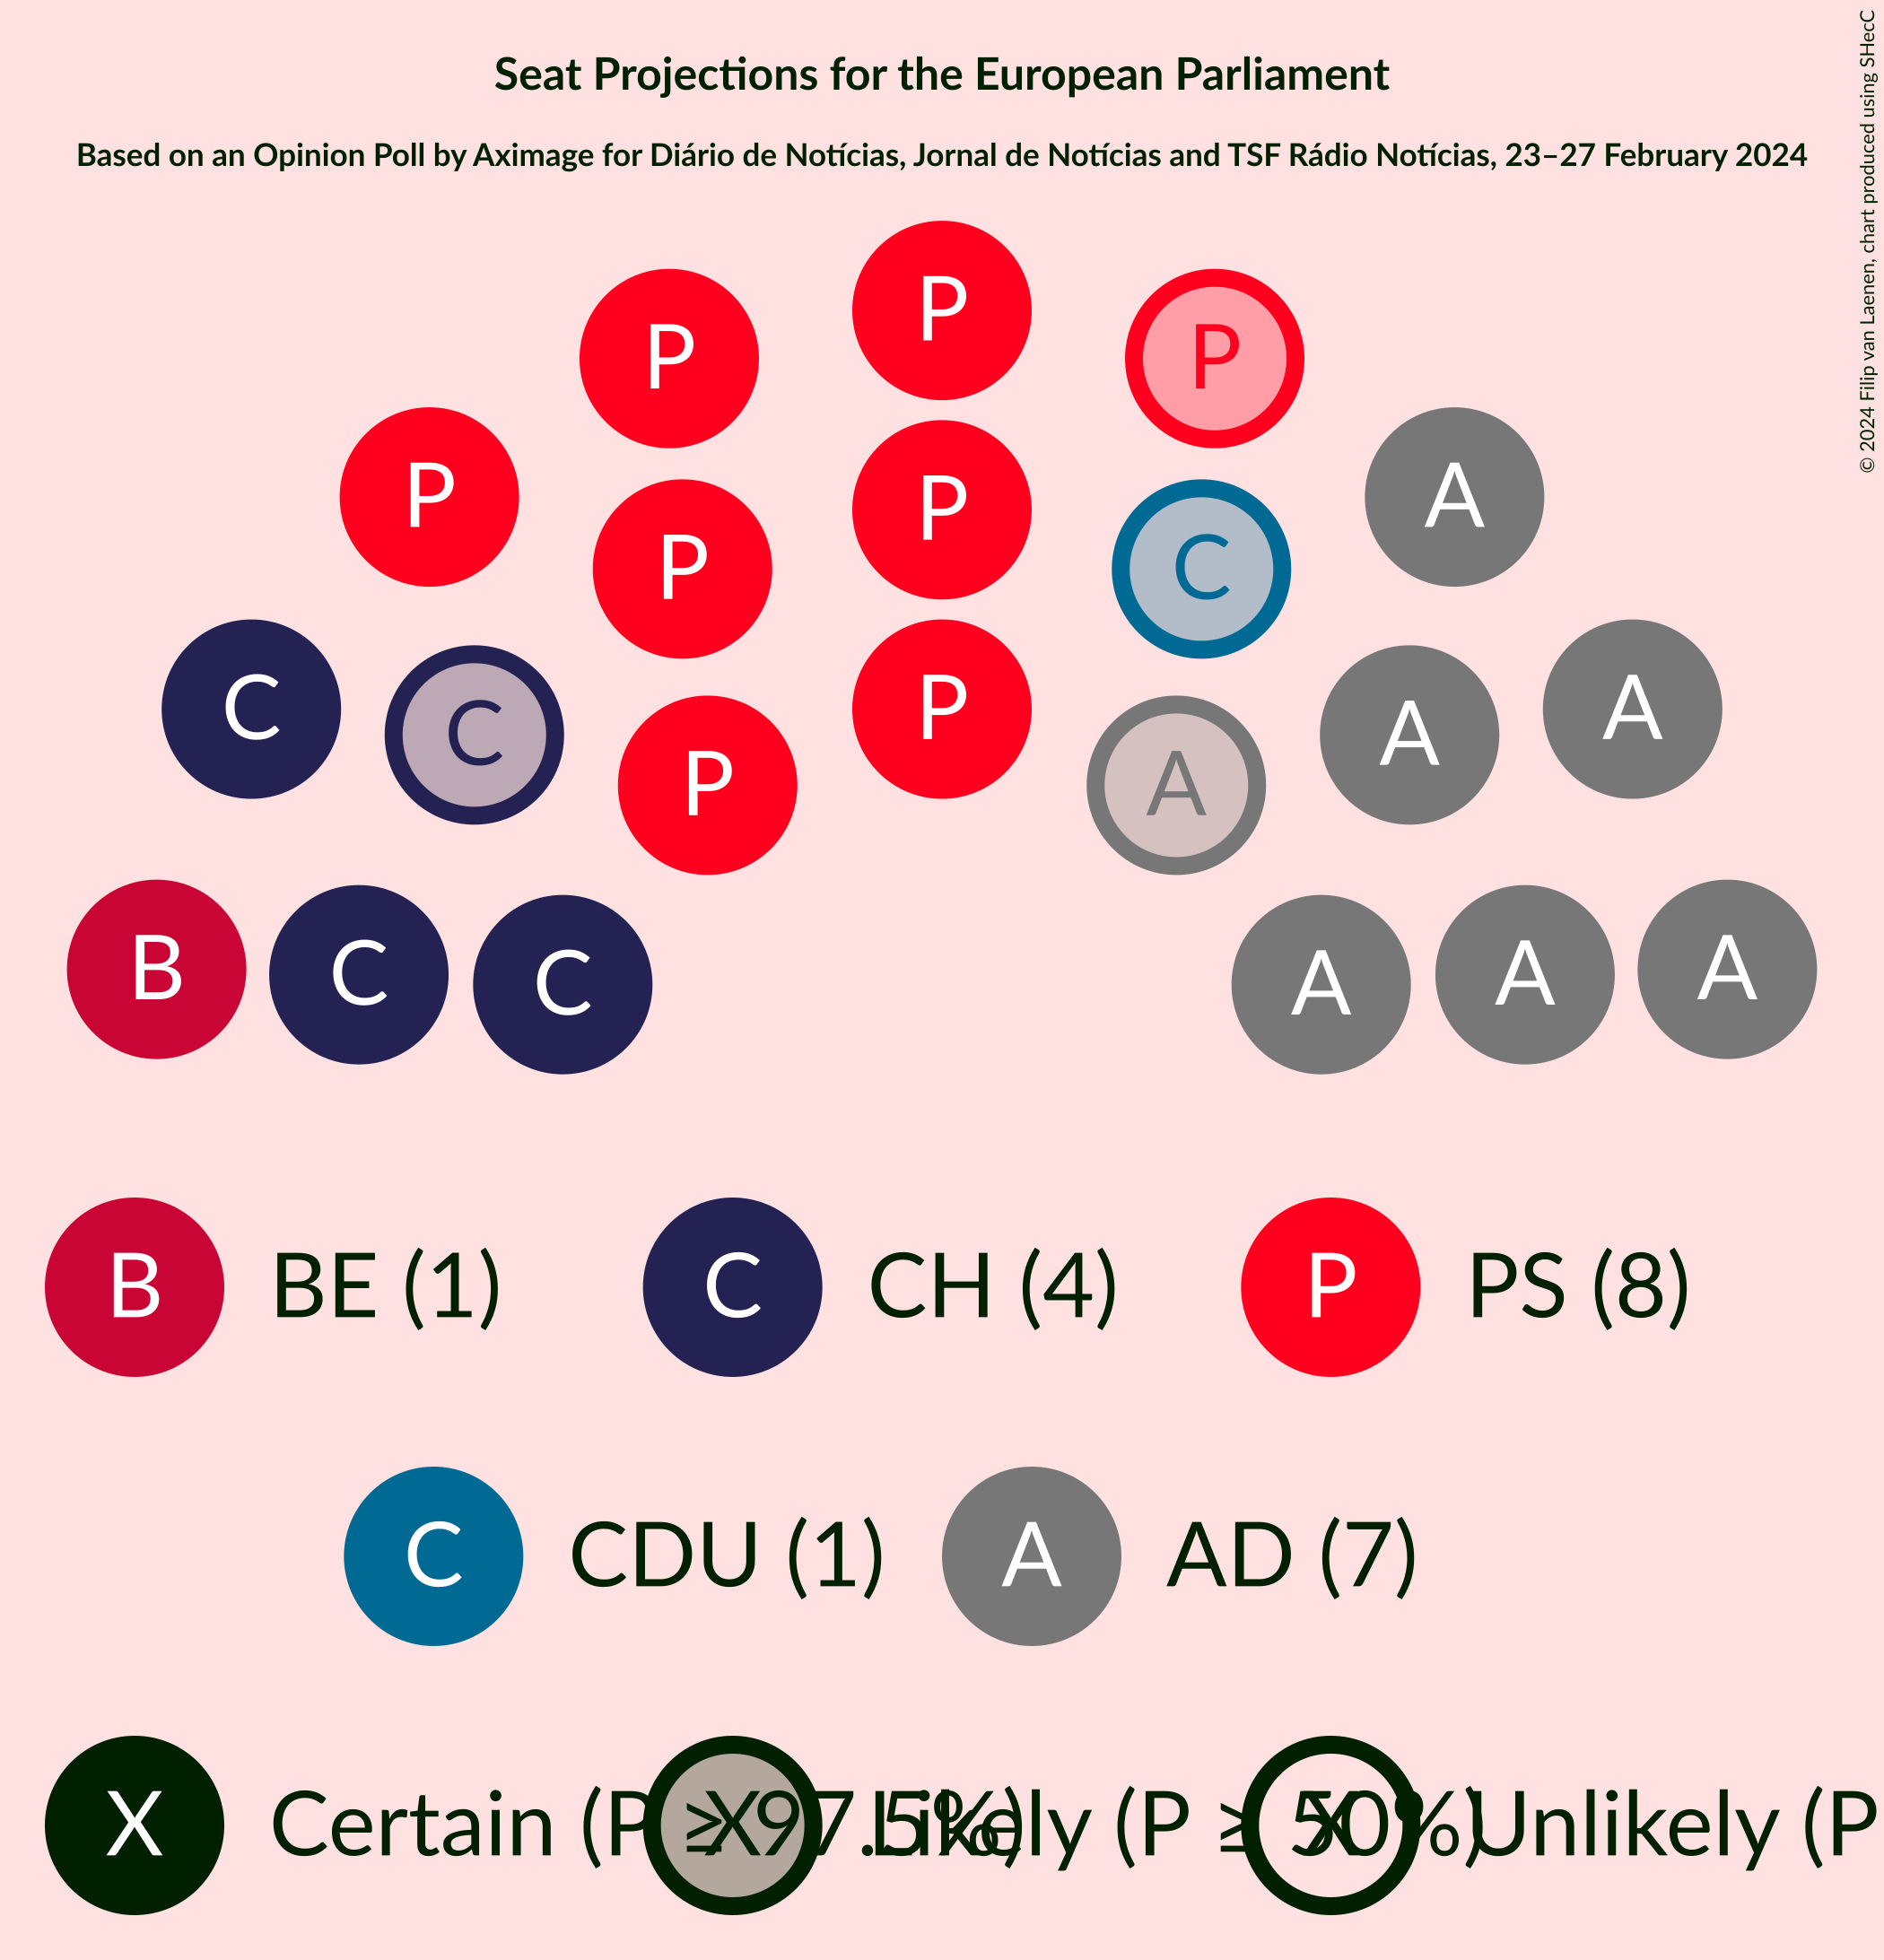 Seat Projections for the European Parliament
Based on an Opinion Poll by Aximage for Diário de Notícias, Jornal de Notícias and TSF Rádio Notícias, 23–27 February 2024
© 2024 Filip van Laenen, chart produced using SHecC
P
P P
P A
P
P C
C P A
C A
P A
B A
C A
C A
B BE (1) C CH (4) P PS (8)
C CDU (1) A AD (7)
X Certain (P ≥ 97.5%) X Likely (P ≥ 50%) X Unlikely (P